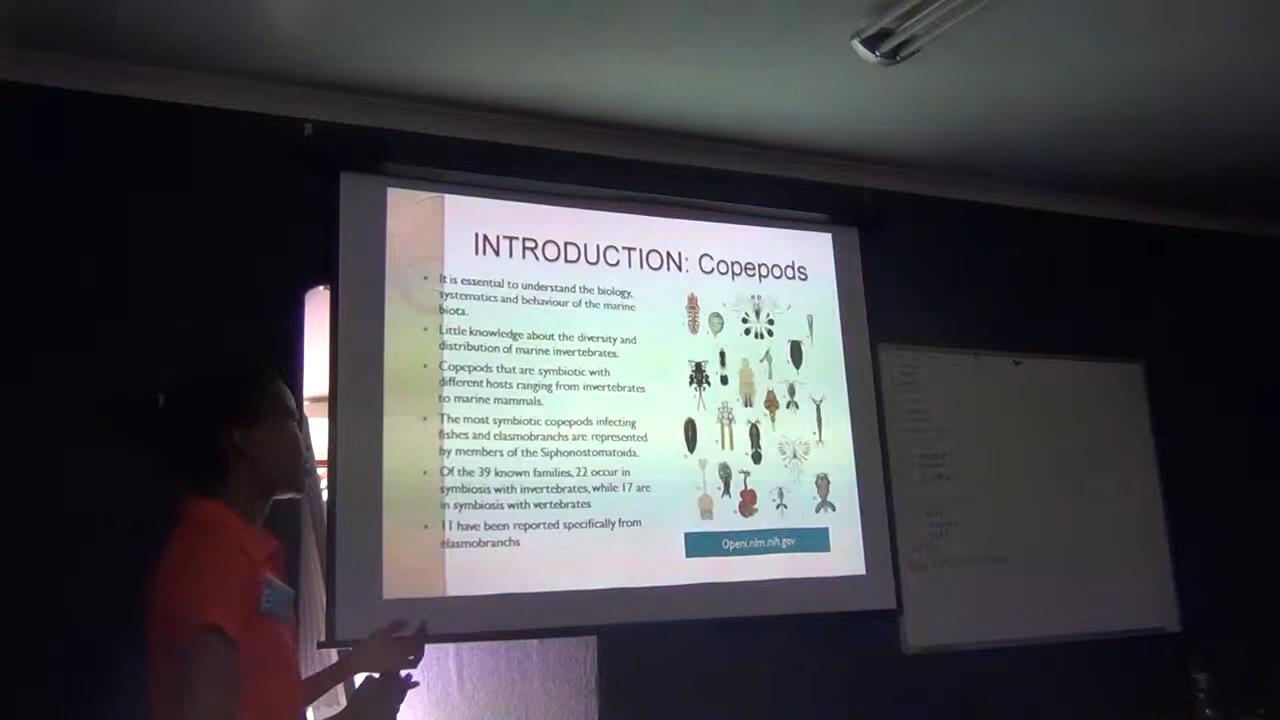 INTRODUCTION: Copepods
• It is essential to understand the biology,
systematics and behaviour of the marine
biota.
• Little knowledge about the diversity and
distribution of marine invertebrates.
• Copepods that are symbiotic with
different hosts ranging from invertebrates
to marine mammals.
• The most symbiotic copepods infecting
fishes and elasmobranchs are represented
by members of the Siphonostomatoida.
• Of the 39 known families, 22 occur in
symbiosis with invertebrates, while 17 are
in symbiosis with vertebrates
• 11 have been reported specifically from
elasmobranchs
Openi.nlm.nih.gov